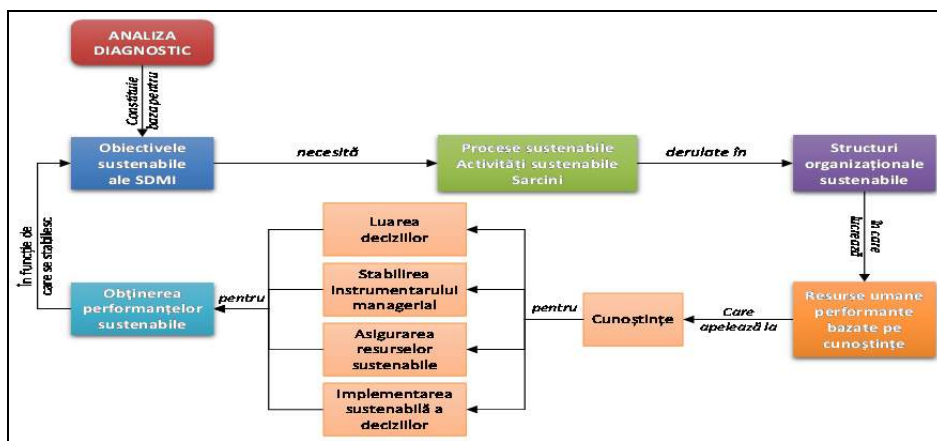 ANALIZA
DIAGNOSTIC
Constituie
baza pentru
Obiectivele
sustenabile
ale SDMI
necesită
Procese sustenabile
Activități sustenabile
Sarcini
derulate în
Structuri
organizaționale
sustenabile
În care
lucrează
Resurse umane
performante
bazate pe
cunoștințe
Care
apelează la
Cunoștințe
pentru
Luarea
deciziilor
Stabilirea
instrumentarului
managerial
Asigurarea
resurselor
sustenabile
Implementarea
sustenabilă a
deciziilor
pentru
Obținerea
performanțelor
sustenabile
În funcție de
care se stabilesc